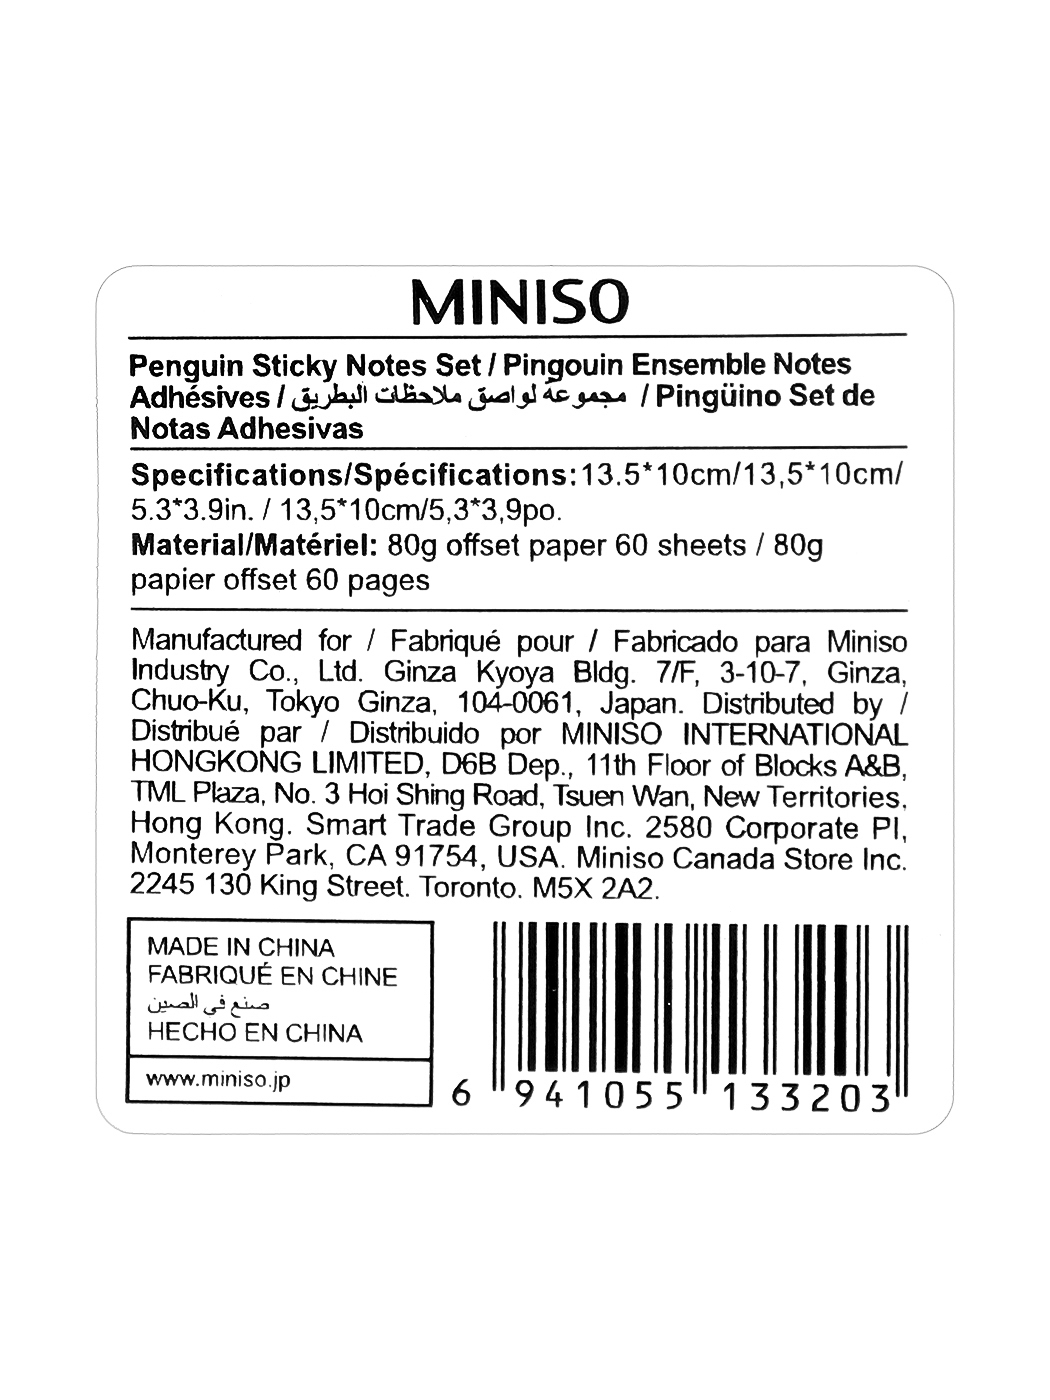 MINISO
Penguin Sticky Notes Set / Pingouin Ensemble Notes
Adhésives / مجموعة لواصق ملاحظات البطريق / Pingüino Set de
Notas Adhesivas
Specifications/Spécifications:13.5*10cm/13,5*10cm/
5.3*3.9in. / 13,5*10cm/5,3*3,9po.
Material/Matériel: 80g offset paper 60 sheets / 80g
papier offset 60 pages
Manufactured for / Fabriqué pour / Fabricado para Miniso
Industry Co., Ltd. Ginza Kyoya Bldg. 7/F, 3-10-7, Ginza,
Chuo-Ku, Tokyo Ginza, 104-0061, Japan. Distributed by /
Distribué par / Distribuido por MINISO INTERNATIONAL
HONGKONG LIMITED, D6B Dep., 11th Floor of Blocks A&B,
TML Plaza, No. 3 Hoi Shing Road, Tsuen Wan, New Territories,
Hong Kong. Smart Trade Group Inc. 2580 Corporate Pl,
Monterey Park, CA 91754, USA. Miniso Canada Store Inc.
2245 130 King Street. Toronto. M5X 2A2.
MADE IN CHINA
FABRIQUÉ EN CHINE
صنع في الصين
HECHO EN CHINA
www.miniso.jp
6 941055 133203